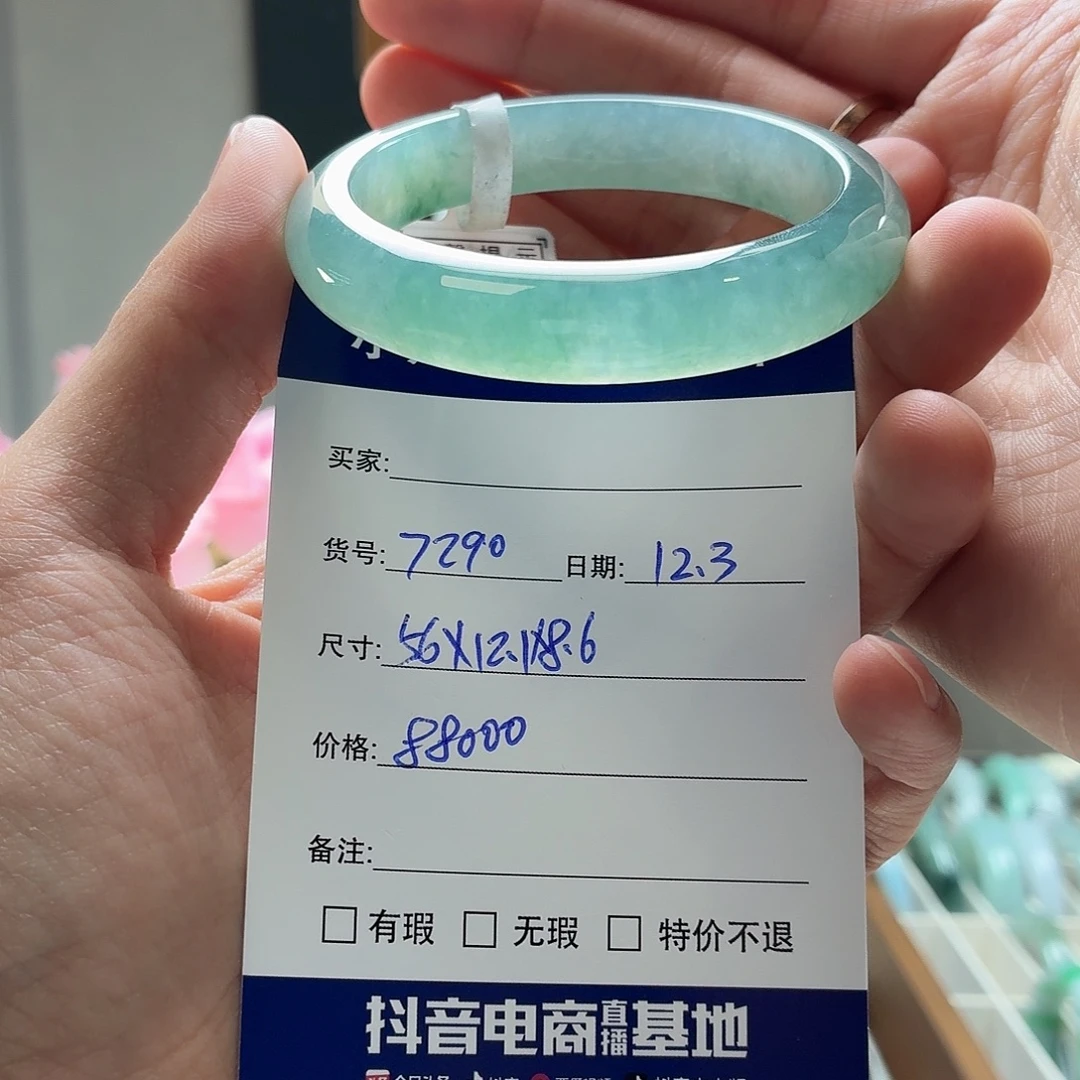 买家:
货号: 7290 日期: 12.3
尺寸: 56X12.1X8.6
价格: 88000
备注:
□ 有瑕 □ 无瑕 □ 特价不退
抖音电商直播基地